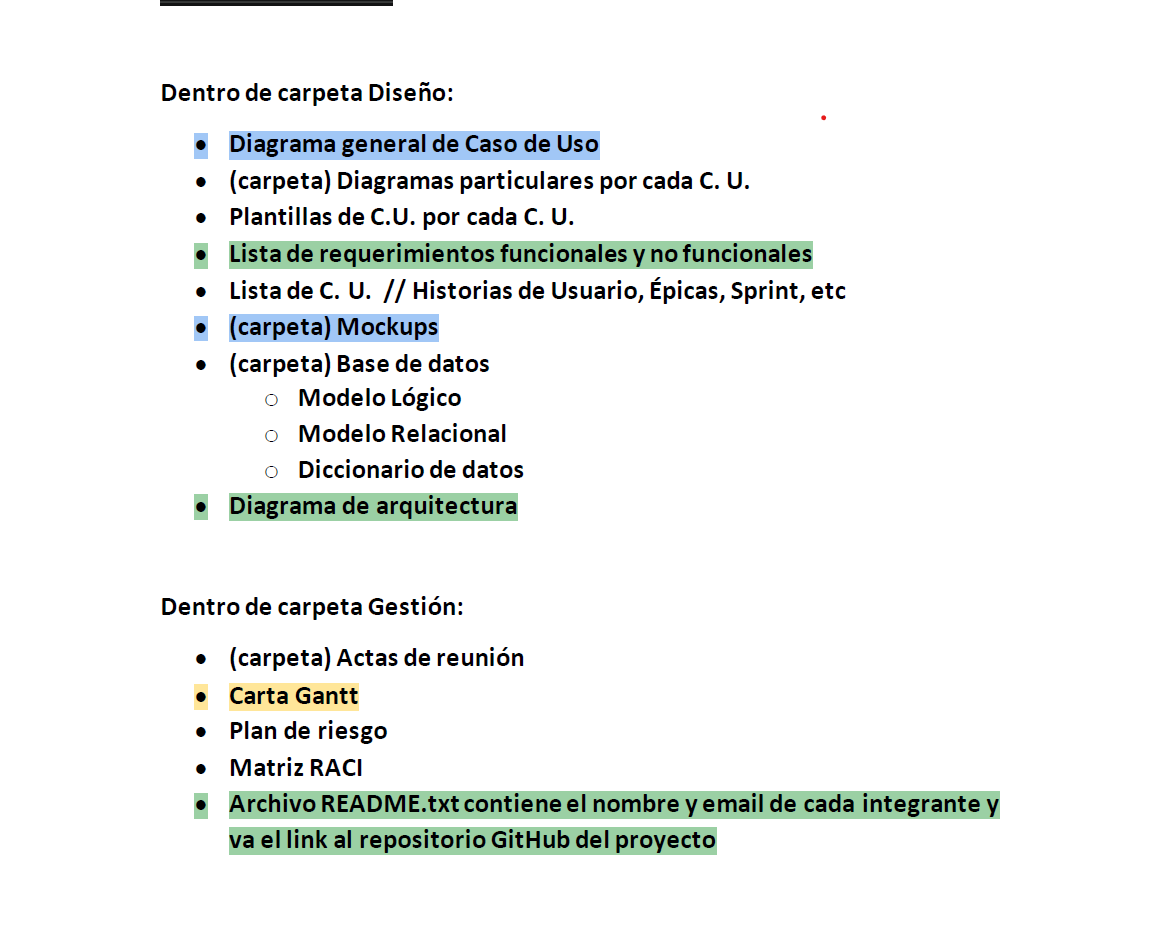 Dentro de carpeta Diseño:
• Diagrama general de Caso de Uso
• (carpeta) Diagramas particulares por cada C. U.
• Plantillas de C.U. por cada C. U.
• Lista de requerimientos funcionales y no funcionales
• Lista de C. U.  // Historias de Usuario, Épicas, Sprint, etc
• (carpeta) Mockups
• (carpeta) Base de datos
○ Modelo Lógico
○ Modelo Relacional
○ Diccionario de datos
• Diagrama de arquitectura
Dentro de carpeta Gestión:
• (carpeta) Actas de reunión
• Carta Gantt
• Plan de riesgo
• Matriz RACI
• Archivo README.txt contiene el nombre y email de cada integrante y
va el link al repositorio GitHub del proyecto